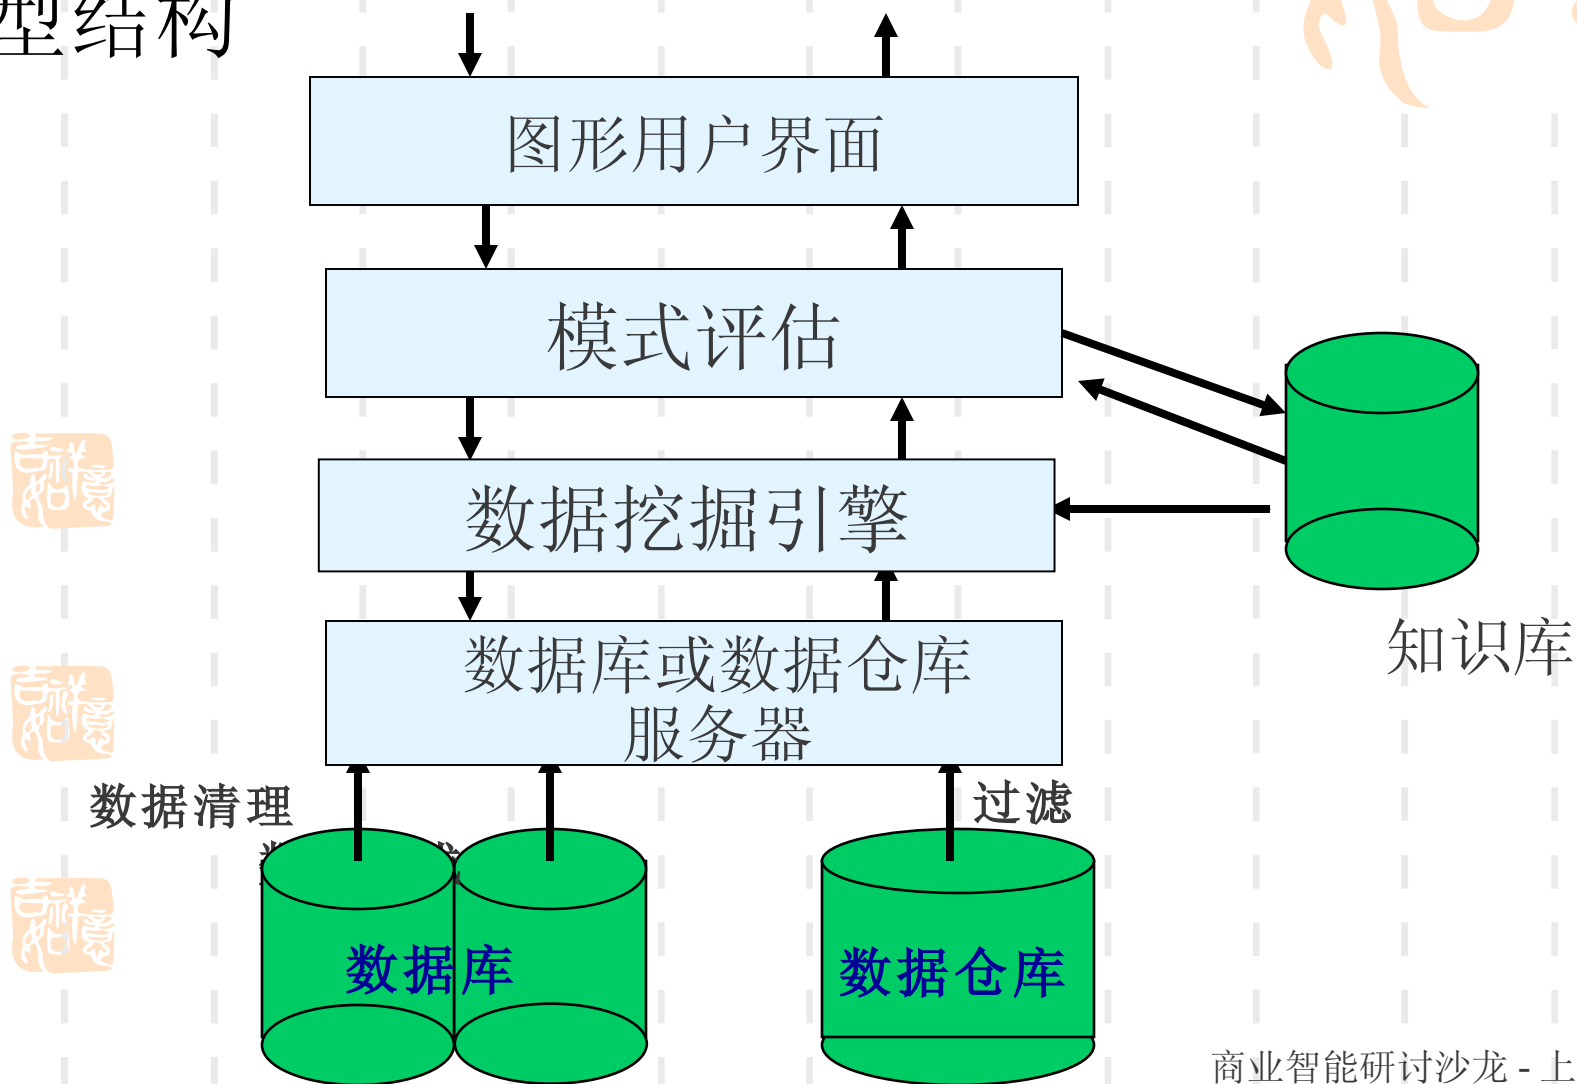 型结构
图形用户界面
模式评估
数据挖掘引擎
知识库
数据库或数据仓库
服务器
数据清理
过滤
数据库
数据仓库
商业智能研讨沙龙 - 上